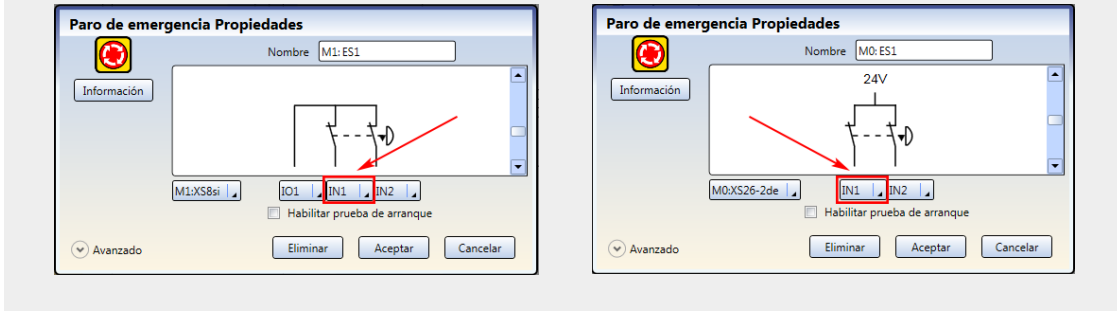 Paro de emergencia Propiedades
Nombre M1:ES1
Información
M1:XS8si IO1 IN1 IN2
Habilitar prueba de arranque
Avanzado Eliminar Aceptar Cancelar
Paro de emergencia Propiedades
Nombre M0:ES1
Información
24V
M0:XS26-2de IN1 IN2
Habilitar prueba de arranque
Avanzado Eliminar Aceptar Cancelar